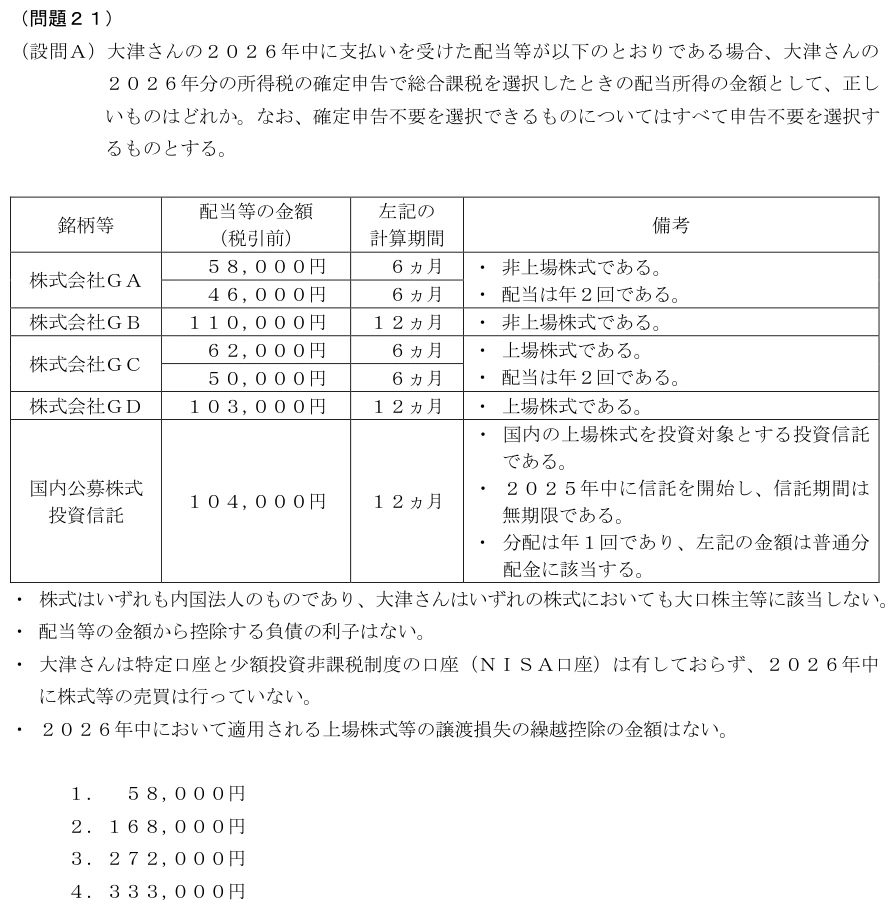 （問題２１）
（設問Ａ）大津さんの２０２６年中に支払いを受けた配当等が以下のとおりである場合、大津さんの
２０２６年分の所得税の確定申告で総合課税を選択したときの配当所得の金額として、正し
いものはどれか。なお、確定申告不要を選択できるものについてはすべて申告不要を選択す
るものとする。
銘柄等
配当等の金額
（税引前）
左記の
計算期間
備考
株式会社ＧＡ
５８，０００円
６ヵ月
４６，０００円
６ヵ月
・ 非上場株式である。
・ 配当は年２回である。
株式会社ＧＢ
１１０，０００円
１２ヵ月
・ 非上場株式である。
株式会社ＧＣ
６２，０００円
６ヵ月
５０，０００円
６ヵ月
・ 上場株式である。
・ 配当は年２回である。
株式会社ＧＤ
１０３，０００円
１２ヵ月
・ 上場株式である。
国内公募株式
投資信託
１０４，０００円
１２ヵ月
・ 国内の上場株式を投資対象とする投資信託
である。
・ ２０２５年中に信託を開始し、信託期間は
無期限である。
・ 分配は年１回であり、左記の金額は普通分
配金に該当する。
・ 株式はいずれも内国法人のものであり、大津さんはいずれの株式においても大口株主等に該当しない。
・ 配当等の金額から控除する負債の利子はない。
・ 大津さんは特定口座と少額投資非課税制度の口座（ＮＩＳＡ口座）は有しておらず、２０２６年中
に株式等の売買は行っていない。
・ ２０２６年中において適用される上場株式等の譲渡損失の繰越控除の金額はない。
１． ５８，０００円
２．１６８，０００円
３．２７２，０００円
４．３３３，０００円